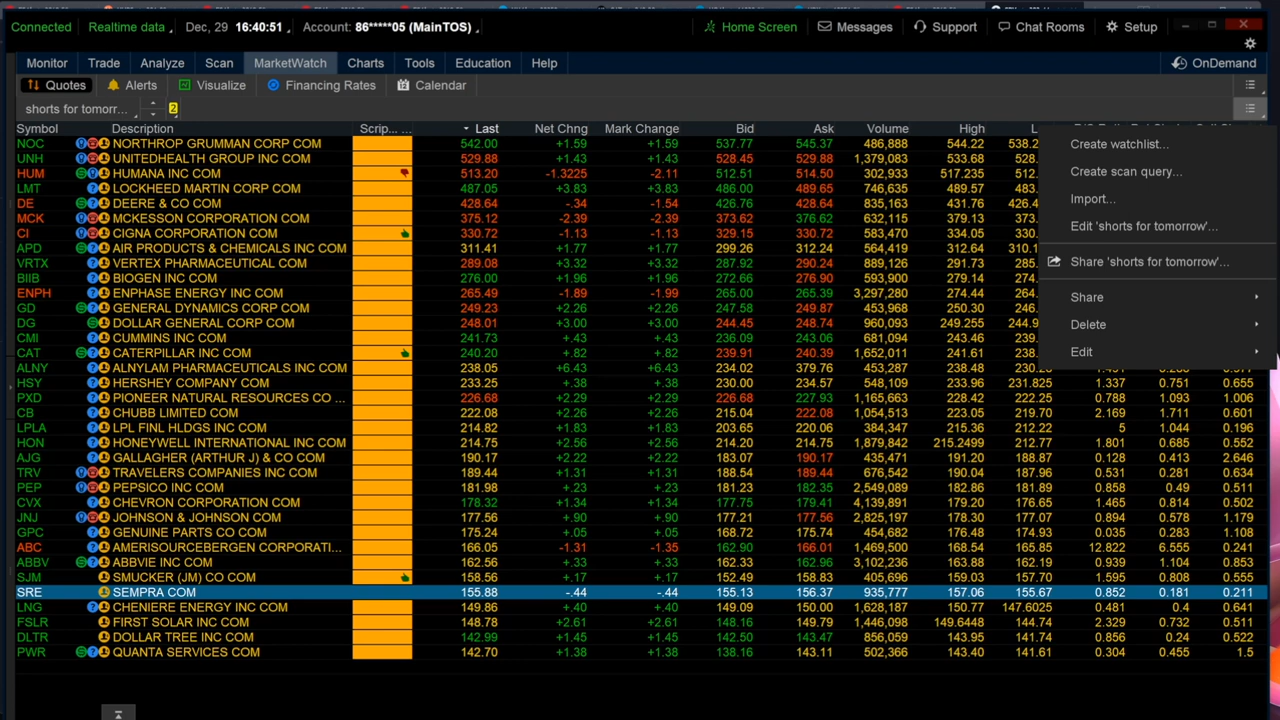 Connected Realtime data Dec, 29 16:40:51 Account: 86*****05 (MainTOS) Home Screen Messages Support Chat Rooms Setup
Monitor Trade Analyze Scan MarketWatch Charts Tools Education Help OnDemand
Quotes Alerts Visualize Financing Rates Calendar
shorts for tomorr... 2
Symbol Description Scrip... ... Last Net Chng Mark Change Bid Ask Volume High
NOC NORTHROP GRUMMAN CORP COM 542.00 +1.59 +1.59 537.77 545.37 486,888 544.22 538.2
UNH UNITEDHEALTH GROUP INC COM 529.88 +1.43 +1.43 528.45 529.88 1,379,083 533.68 528.
HUM HUMANA INC COM 513.20 -1.3225 -2.11 512.51 514.50 302,933 517.235 513.
LMT LOCKHEED MARTIN CORP COM 487.05 +3.83 +3.83 486.80 489.65 746,635 489.57 483.
DE DEERE & CO COM 428.64 -.34 -1.54 426.76 428.64 835,163 431.76 426.4
MCK MCKESSON CORPORATION COM 375.12 -2.39 -2.39 373.62 376.62 632,115 379.13 373.
CI CIGNA CORPORATION COM 330.72 -1.13 -1.13 329.15 330.72 583,470 334.05 330.
APD AIR PRODUCTS & CHEMICALS INC COM 311.41 +1.77 +1.77 299.26 312.24 564,419 312.64 310.1
VRTX VERTEX PHARMACEUTICAL COM 289.08 +3.32 +3.32 287.92 290.24 889,126 291.73 285.
BIIB BIOGEN INC COM 276.00 +1.96 +1.96 272.66 276.90 593,900 279.14 274.
ENPH ENPHASE ENERGY INC COM 265.49 -1.89 -1.99 265.00 265.49 3,297,280 274.44 264.
GD GENERAL DYNAMICS CORP COM 249.23 +2.26 +2.26 247.58 249.87 453,968 250.29 246.
DG DOLLAR GENERAL CORP COM 248.01 +3.00 +3.00 244.45 248.74 960,093 249.255 244.9
CMI CUMMINS INC COM 241.73 +.43 +.43 236.09 243.06 681,094 243.46 240.
CAT CATERPILLAR INC COM 240.20 +.82 +.82 239.91 240.39 1,652,011 241.61 238.
ALNY ALNYLAM PHARMACEUTICALS INC COM 238.05 +6.43 +6.43 234.02 379.76 453,287 238.64
HSY HERSHEY COMPANY COM 233.25 +.38 +.38 230.00 234.57 548,109 233.96 231.825 1.337 0.751 0.655
PXD PIONEER NATURAL RESOURCES CO ... 226.68 +2.29 +2.29 226.68 227.93 1,165,663 228.42 222.25 0.788 1.093 1.006
CB CHUBB LIMITED COM 222.08 +2.26 +2.26 215.04 222.08 1,054,513 223.05 219.70 2.169 1.711 0.601
LPLA LPL FINL HLDGS INC COM 214.82 +1.83 +1.83 203.65 220.06 384,367 215.36 212.22 5 1.044 0.196
HON HONEYWELL INTERNATIONAL INC COM 214.75 +2.56 +2.56 214.20 214.75 1,879,842 215.2499 212.77 1.801 0.685 0.552
AJG GALLAGHER (ARTHUR J) & CO COM 190.17 +2.22 +2.22 183.07 190.17 435,471 191.20 188.87 0.128 0.413 2.646
TRV TRAVELERS COMPANIES INC COM 189.44 +1.31 +1.31 188.54 189.44 676,542 190.04 187.96 0.531 0.281 0.634
PEP PEPSICO INC COM 181.98 +.23 +.23 181.31 182.35 2,549,089 182.86 181.89 0.858 0.49 0.511
CVX CHEVRON CORPORATION COM 178.32 +1.34 +1.34 177.75 179.41 4,139,891 179.20 175.82 1.465 0.814 0.502
JNJ JOHNSON & JOHNSON COM 177.56 +.90 +.90 177.21 177.56 2,825,197 178.30 177.07 0.894 0.578 1.179
GPC GENUINE PARTS CO COM 175.24 +.05 +.05 168.72 175.74 454,682 176.48 174.93 0.035 0.283 1.108
ABC AMERISOURCEBERGEN CORPORATI... 166.05 -1.31 -1.35 162.90 166.01 1,469,500 168.54 165.85 12.822 6.555 0.241
ABBV ABBVIE INC COM 162.56 +.33 +.33 162.33 162.96 3,102,236 163.88 162.19 0.939 1.104 0.853
SJM SMUCKER (JM) CO COM 158.56 +.17 +.17 152.49 158.83 405,696 159.03 157.70 1.595 0.808 0.555
SRE SEMPRA COM 155.88 -.44 -.44 155.13 156.37 935,777 157.06 155.67 0.852 0.181 0.211
LNG CHENIERE ENERGY INC COM 149.86 +.40 +.40 149.09 150.00 1,628,187 150.77 147.6025 0.481 0.4 0.641
FSLR FIRST SOLAR INC COM 148.78 +2.61 +2.61 148.16 149.79 1,446,098 149.6448 144.74 2.329 0.732 0.511
DLTR DOLLAR TREE INC COM 142.99 +1.45 +1.45 142.50 143.47 856,059 143.95 141.74 0.856 0.24 0.522
PWR QUANTA SERVICES COM 142.70 +1.38 +1.38 138.16 143.11 502,366 143.40 141.61 0.304 0.455 1.5
Create watchlist...
Create scan query...
Import...
Edit 'shorts for tomorrow'...
Share 'shorts for tomorrow'...
Share
Delete
Edit